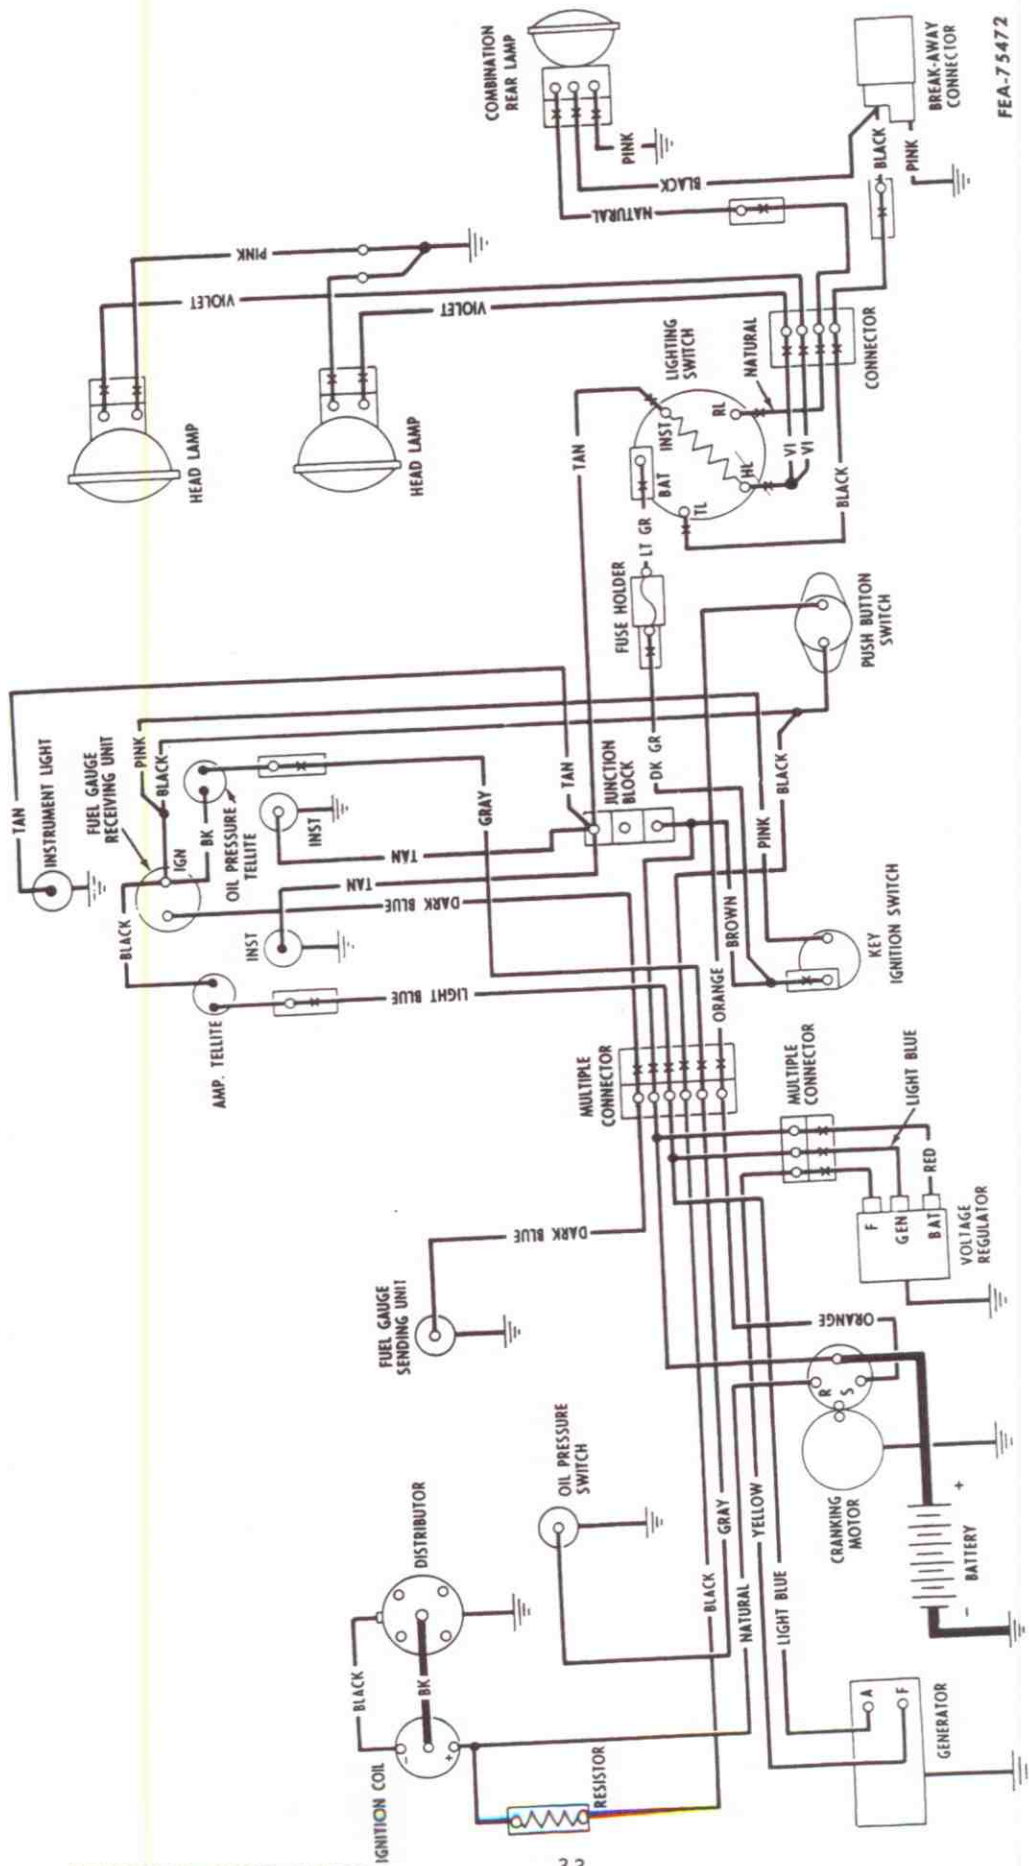 COMBINATION
REAR LAMP
BREAK-AWAY
CONNECTOR
FEA-75472
PINK
BLACK
NATURAL
BLACK
PINK
PINK
VIOLET
VIOLET
HEAD LAMP
HEAD LAMP
LIGHTING
SWITCH
NATURAL
CONNECTOR
TAN
INST
RL
BAT
HL
TL
VI
VI
BLACK
LT GR
FUSE HOLDER
PUSH BUTTON
SWITCH
TAN
INSTRUMENT LIGHT
FUEL GAUGE
RECEIVING UNIT
PINK
BLACK
IGN
BK
OIL PRESSURE
TELLITE
GRAY
TAN
JUNCTION
BLOCK
DK GR
BLACK
PINK
INST
TAN
TAN
DARK BLUE
BLACK
INST
BROWN
KEY
IGNITION SWITCH
ORANGE
AMP. TELLITE
LIGHT BLUE
MULTIPLE
CONNECTOR
MULTIPLE
CONNECTOR
LIGHT BLUE
RED
F
GEN
BAT
VOLTAGE
REGULATOR
DARK BLUE
FUEL GAUGE
SENDING UNIT
ORANGE
R
S
CRANKING
MOTOR
+
BATTERY
-
OIL PRESSURE
SWITCH
DISTRIBUTOR
BLACK
BK
IGNITION COIL
-
+
RESISTOR
BLACK
GRAY
NATURAL
YELLOW
LIGHT BLUE
A
F
GENERATOR
33